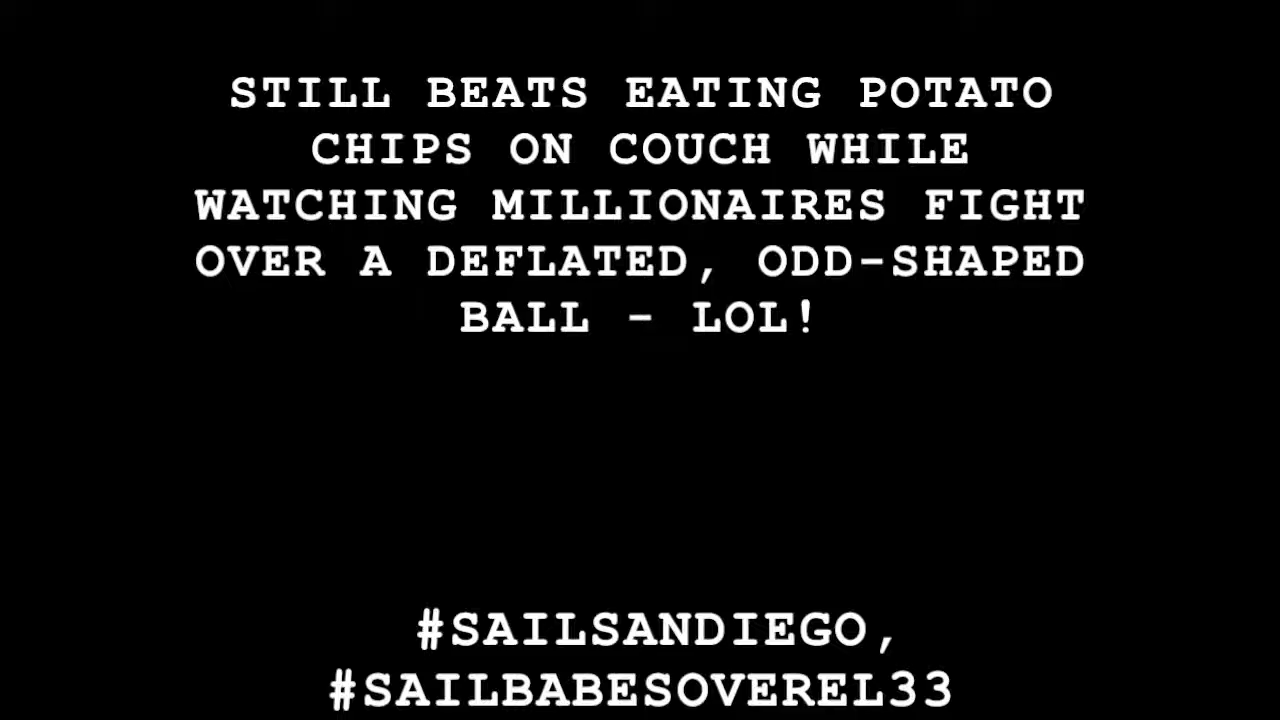 STILL BEATS EATING POTATO
CHIPS ON COUCH WHILE
WATCHING MILLIONAIRES FIGHT
OVER A DEFLATED, ODD-SHAPED
BALL - LOL!
#SAILSANDIEGO,
#SAILBABESOVEREL33